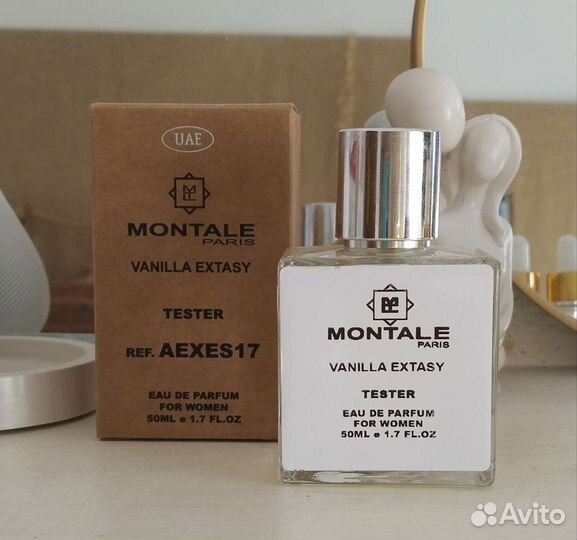 UAE
MONTALE
PARIS
VANILLA EXTASY
TESTER
REF. AEXES17
EAU DE PARFUM
FOR WOMEN
50ML e 1.7 FL.OZ
MONTALE
PARIS
VANILLA EXTASY
TESTER
EAU DE PARFUM
FOR WOMEN
50ML e 1.7 FL.OZ
Avito